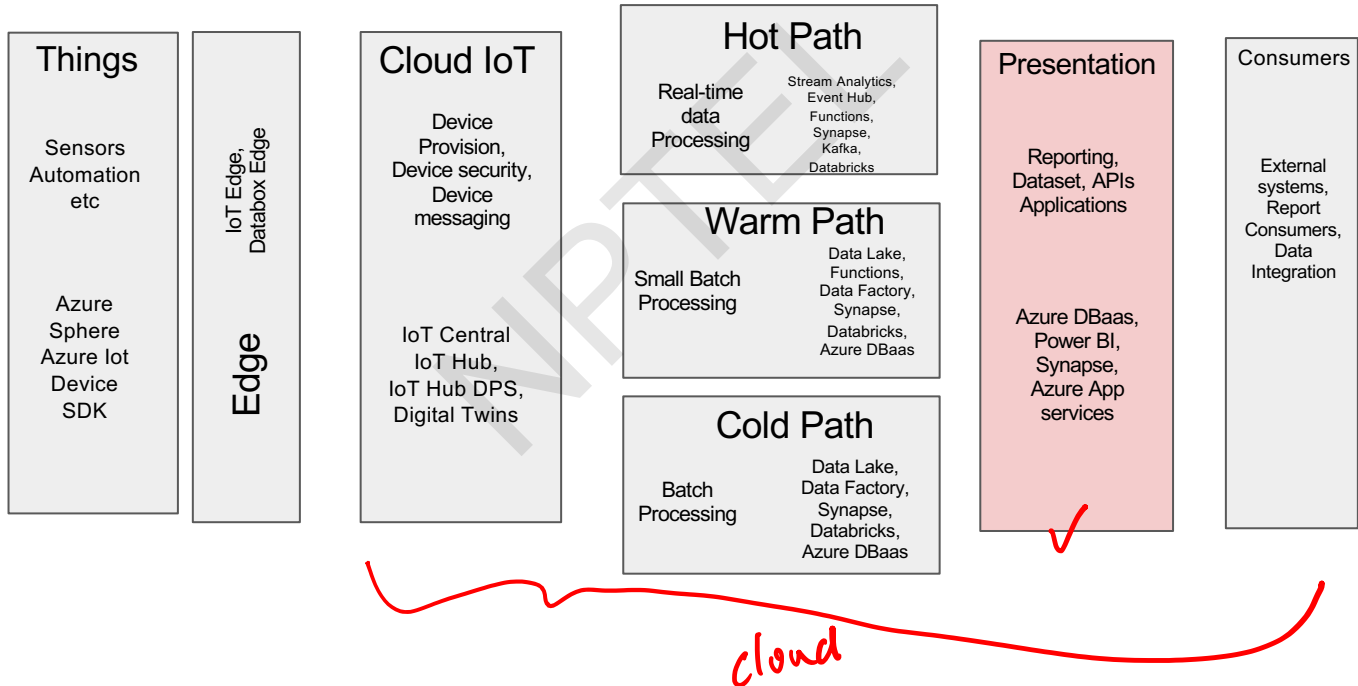 Things
Sensors
Automation
etc
Azure
Sphere
Azure Iot
Device
SDK
IoT Edge,
Databox Edge
Edge
Cloud IoT
Device
Provision,
Device security,
Device
messaging
IoT Central
IoT Hub,
IoT Hub DPS,
Digital Twins
Hot Path
Real-time
data
Processing
Stream Analytics,
Event Hub,
Functions,
Synapse,
Kafka,
Databricks
Warm Path
Small Batch
Processing
Data Lake,
Functions,
Data Factory,
Synapse,
Databricks,
Azure DBaas
Cold Path
Batch
Processing
Data Lake,
Data Factory,
Synapse,
Databricks,
Azure DBaas
Presentation
Reporting,
Dataset, APIs
Applications
Azure DBaas,
Power BI,
Synapse,
Azure App
services
Consumers
External
systems,
Report
Consumers,
Data
Integration
NPTEL
cloud